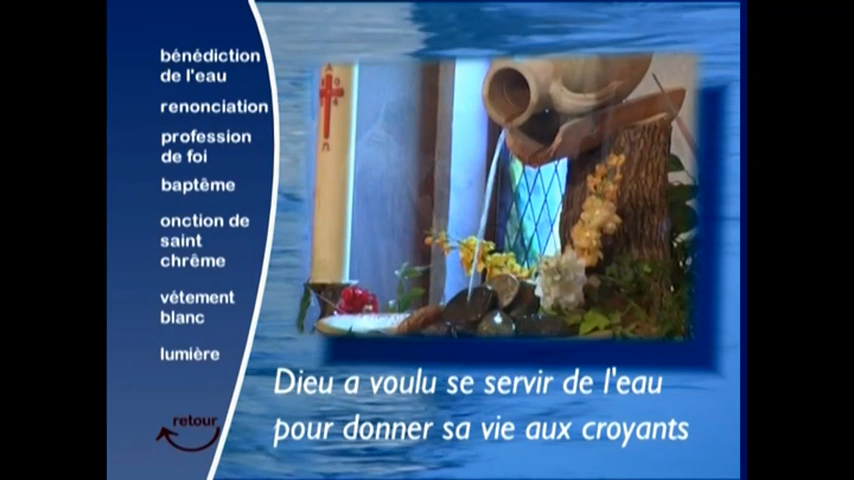 bénédiction
de l'eau
renonciation
profession
de foi
baptême
onction de
saint
chrême
vêtement
blanc
lumière
retour
Dieu a voulu se servir de l'eau
pour donner sa vie aux croyants